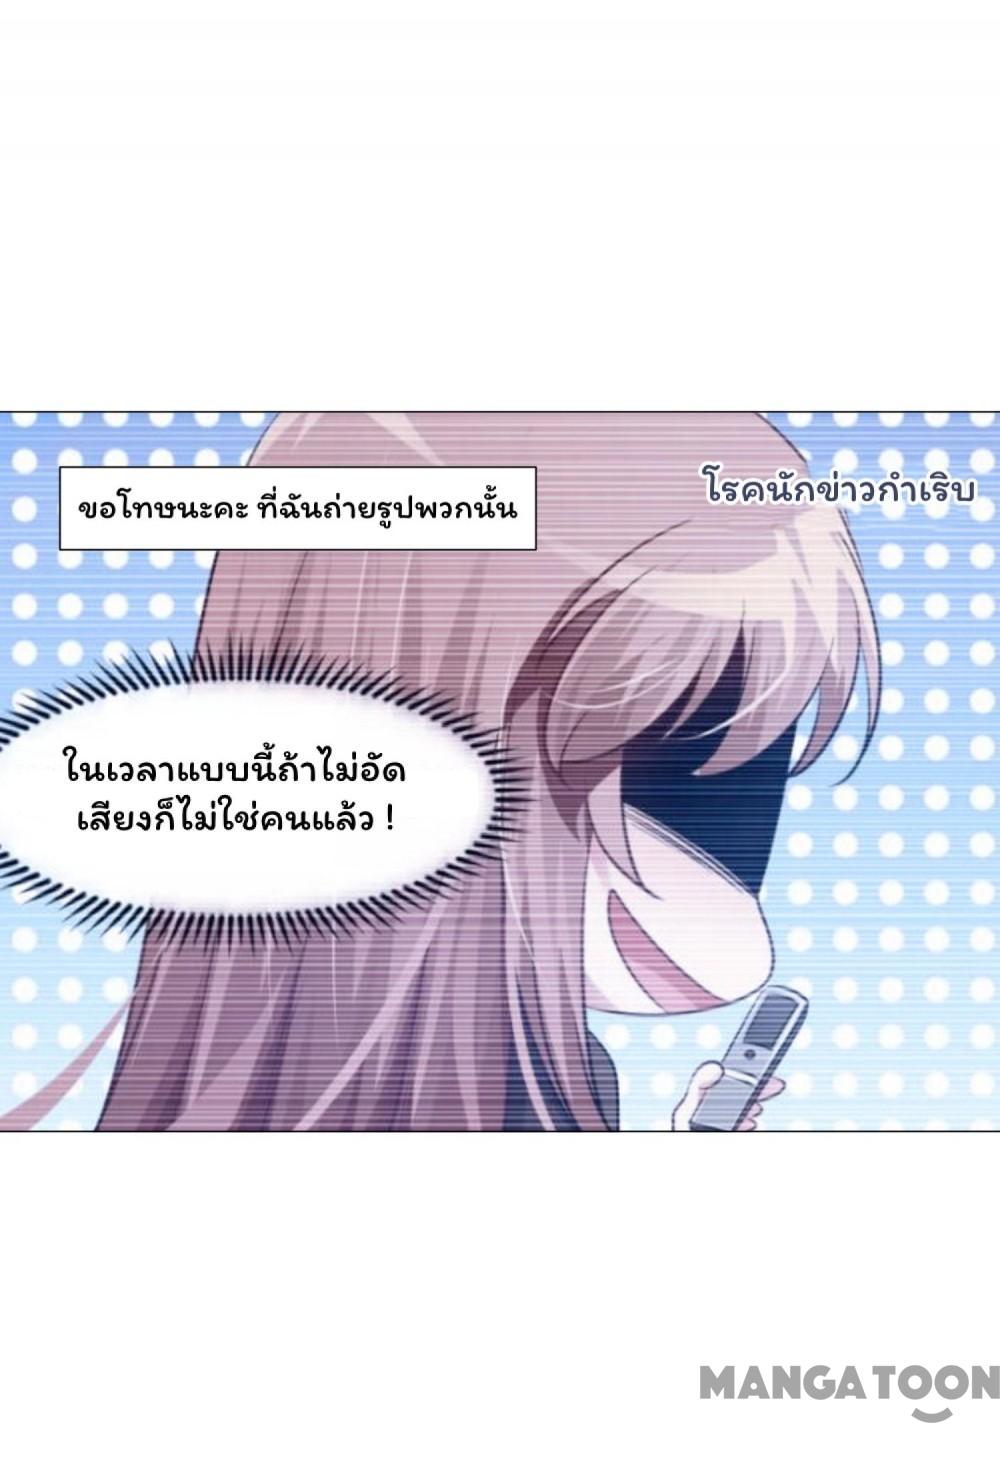 ขอโทษนะคะ ที่ฉันถ่ายรูปพวกนั้น
โรคนักข่าวกำเริบ
ในเวลาแบบนี้ถ้าไม่อัด
เสียงก็ไม่ใช่คนแล้ว !
MANGATOON